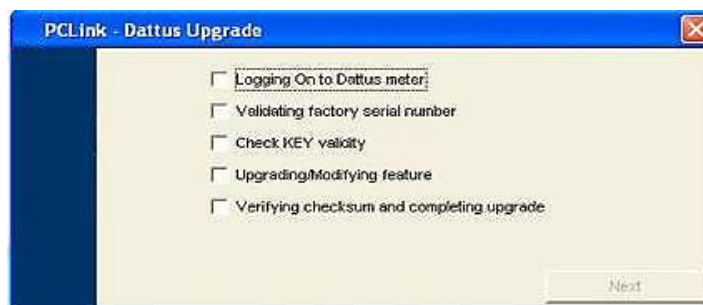 PCLink - Dattus Upgrade
Logging On to Dattus meter
Validating factory serial number
Check KEY validity
Upgrading/Modifying feature
Verifying checksum and completing upgrade
Next